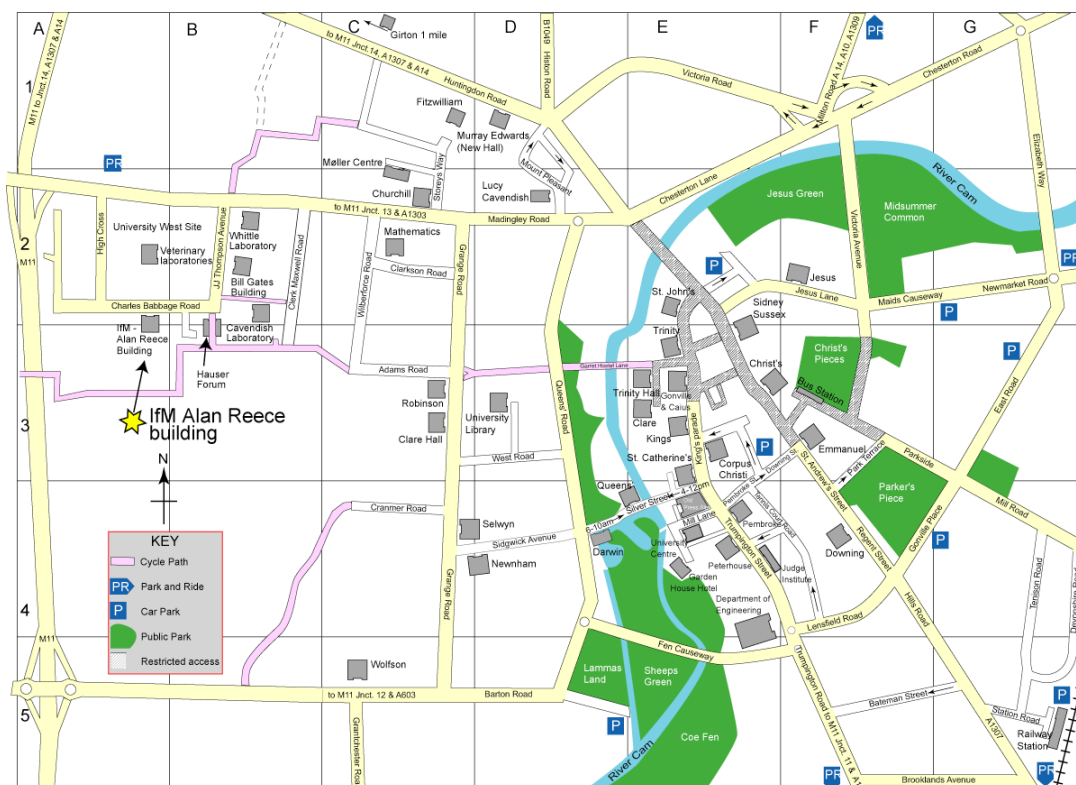 A
B
C
D
E
F
G
1
2
3
4
5
M11 to Jnct. 14, A1307 & A14
Girton 1 mile
to M11 Jnct. 14, A1307 & A14
Huntingdon Road
B1049
Histon Road
Victoria Road
Milton Road A 14, A10, A1309
PR
Chesterton Road
Elizabeth Way
Fitzwilliam
Murray Edwards
(New Hall)
Møller Centre
Churchill
Storeys Way
Mount Pleasant
Lucy
Cavendish
Chesterton Lane
PR
to M11 Jnct. 13 & A1303
Madingley Road
River Cam
Jesus Green
Midsummer
Common
Victoria Avenue
M11
High Cross
University West Site
Veterinary
laboratories
JJ Thompson Avenue
Whittle
Laboratory
Bill Gates
Building
Clerk Maxwell Road
Mathematics
Clarkson Road
Wilberforce Road
Grange Road
P
Jesus
Jesus Lane
Maids Causeway
Newmarket Road
PR
P
Charles Babbage Road
IfM -
Alan Reece
Building
Cavendish
Laboratory
Hauser
Forum
St. John's
Trinity
Sidney
Sussex
Christ's
Christ's
Pieces
Bus Station
P
East Road
Adams Road
Garret Hostel Lane
Queens' Road
Robinson
Clare Hall
University
Library
West Road
Trinity Hall
Clare
Gonville
& Caius
Kings
King's parade
St. Catherine's
Corpus
Christi
P
Emmanuel
Park Terrace
Parkside
Parker's
Piece
Mill Road
IfM Alan Reece
building
N
Queens'
Silver Street
4-12pm
6-10am
Mill Lane
Pembroke St.
Downing St.
Tennis Court Road
St. Andrew's Street
Regent Street
Gonville Place
P
Cranmer Road
Selwyn
Sidgwick Avenue
Newnham
Grange Road
Darwin
University
Centre
Pembroke
Peterhouse
Trumpington Street
Judge
Institute
Garden
House Hotel
Department of
Engineering
Downing
Lensfield Road
Hills Road
Tenison Road
Devonshire Road
KEY
Cycle Path
PR
Park and Ride
P
Car Park
Public Park
Restricted access
M11
Wolfson
to M11 Jnct. 12 & A603
Barton Road
Grantchester Road
Lammas
Land
Sheeps
Green
Fen Causeway
Coe Fen
River Cam
P
Trumpington Road to M11 Jnct. 11 & A1
PR
Bateman Street
A1307
Station Road
P
Railway
Station
Brooklands Avenue
PR